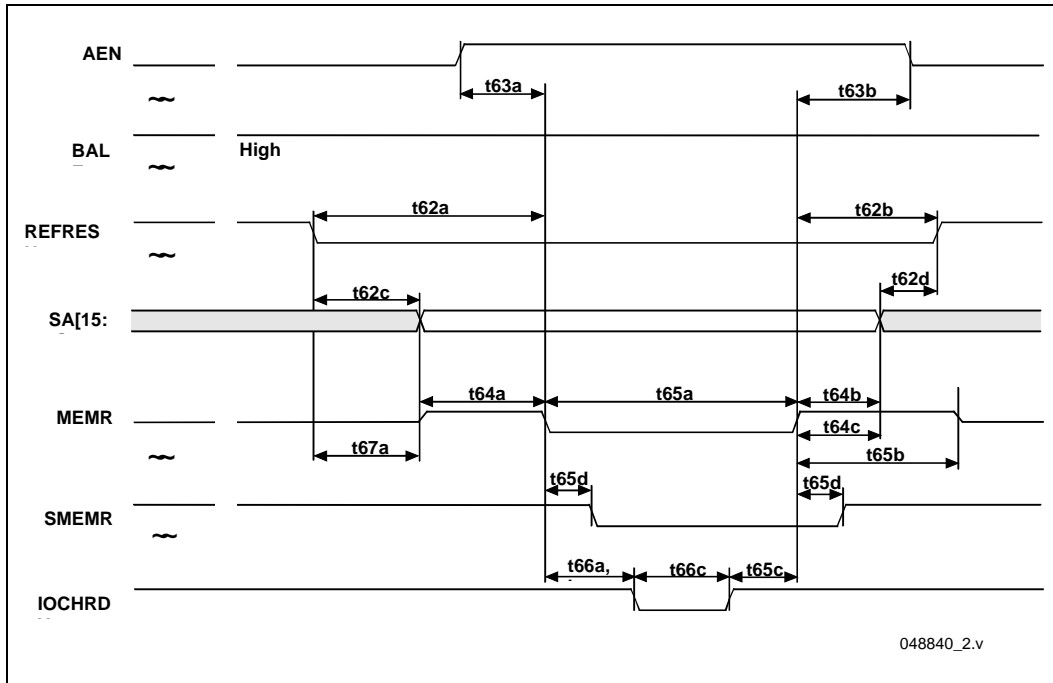 AEN
t63a
t63b
BAL
High
t62a
t62b
REFRES
t62c
t62d
SA[15:
t64a
t65a
t64b
MEMR
t67a
t64c
t65b
t65d
t65d
SMEMR
t66a,
t66c
t65c
IOCHRD
048840_2.v